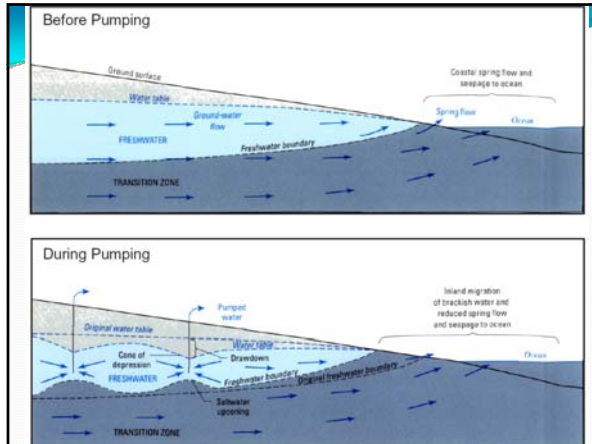 Before Pumping
Ground surface
Water table
Ground-water
flow
FRESHWATER
Freshwater boundary
TRANSITION ZONE
Coastal spring flow and
seepage to ocean
Spring flow
Ocean
During Pumping
Pumped
water
Original water table
Water table
Cone of
depression
Drawdown
FRESHWATER
Freshwater boundary
Original freshwater boundary
Saltwater
upconing
TRANSITION ZONE
Inland migration
of brackish water and
reduced spring flow
and seepage to ocean
Ocean